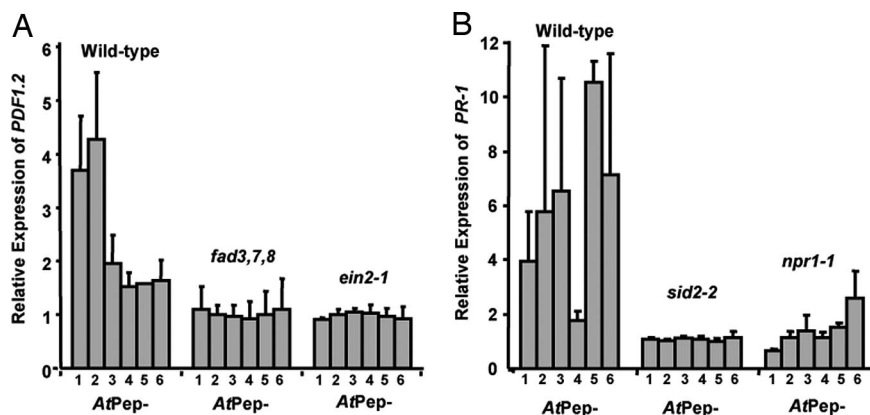 A
Wild-type
Relative Expression of PDF1.2
6
5
4
3
2
1
0
fad3,7,8
ein2-1
1 2 3 4 5 6 1 2 3 4 5 6 1 2 3 4 5 6
AtPep- AtPep- AtPep-
B
Wild-type
Relative Expression of PR-1
12
10
8
6
4
2
0
sid2-2
npr1-1
1 2 3 4 5 6 1 2 3 4 5 6 1 2 3 4 5 6
AtPep- AtPep- AtPep-